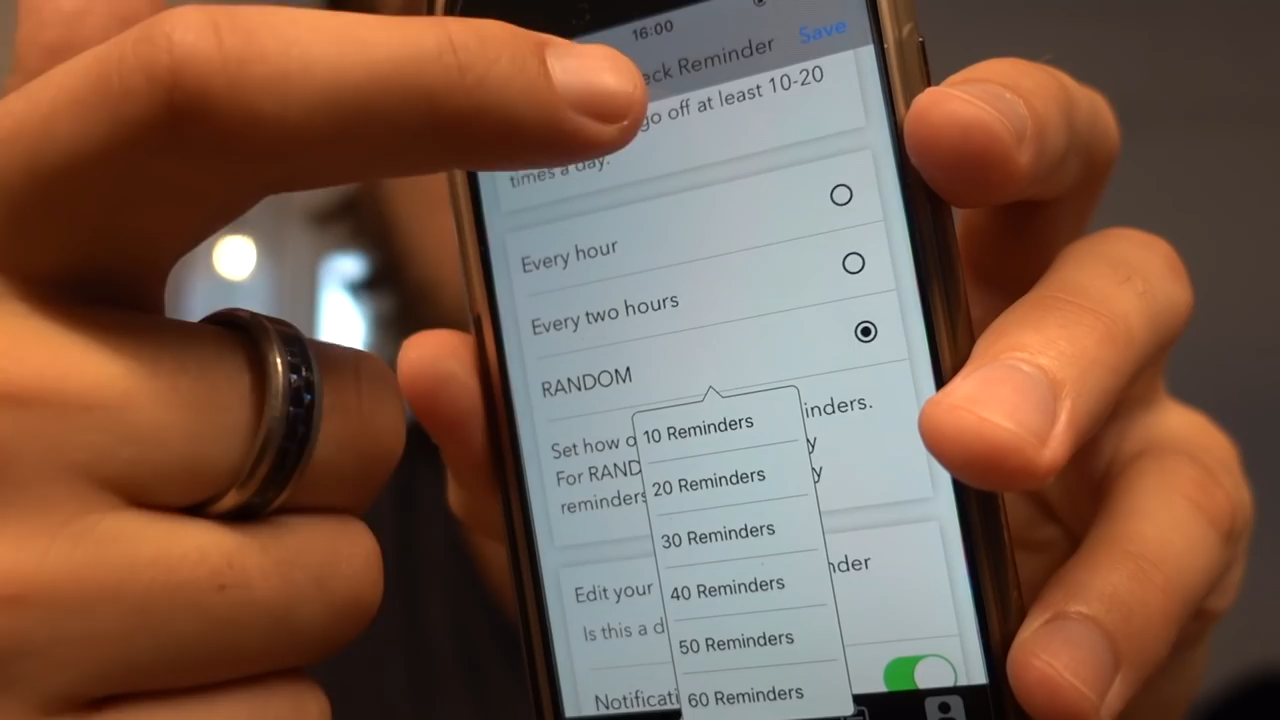 16:00
eck Reminder Save
go off at least 10-20
times a day.
Every hour
Every two hours
RANDOM
Set how o inders.
For RAND y
reminders y
10 Reminders
20 Reminders
30 Reminders
40 Reminders
50 Reminders
60 Reminders
Edit your nder
Is this a d
Notificati